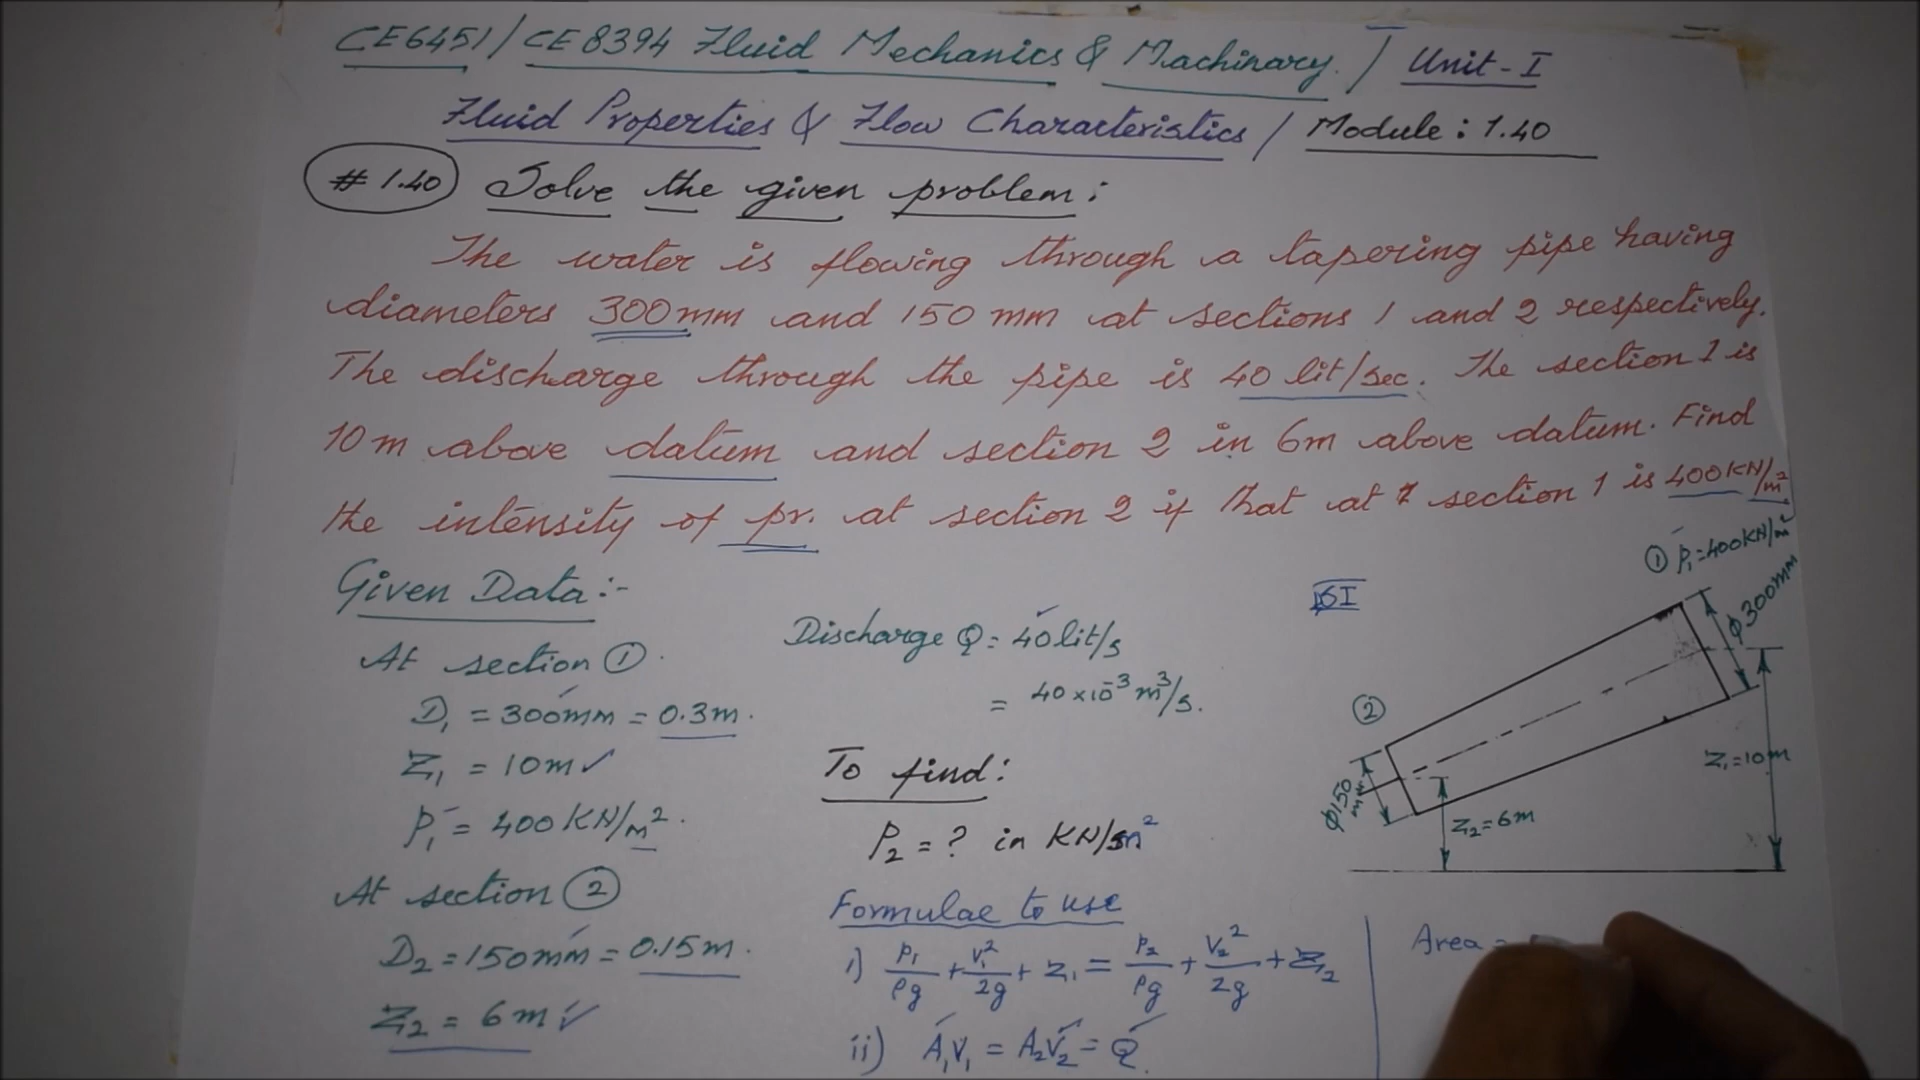 CE6451/CE8394 Fluid Mechanics & Machinary. / Unit-I
Fluid Properties & Flow Characteristics / Module: 1.40
# 1.40 Solve the given problem:
The water is flowing through a tapering pipe having
diameters 300mm and 150 mm at sections 1 and 2 respectively.
The discharge through the pipe is 40 lit/sec. The section 1 is
10m above datum and section 2 in 6m above datum. Find
the intensity of pr. at section 2 if that at section 1 is 400KN/m²
Given Data:-
At section ①.
D₁ = 300mm = 0.3m.
Z₁ = 10m ✓
P₁ = 400 KN/m².
At section ②
D₂ = 150mm = 0.15m.
Z₂ = 6m ✓
Discharge Q = 40 lit/s
= 40 x 10⁻³ m³/s.
To find:
P₂ = ? in KN/m²
Formulae to use
i) P₁/ρg + V₁²/2g + Z₁ = P₂/ρg + V₂²/2g + Z₂
ii) A₁V₁ = A₂V₂ = Q
SI
① P₁=400KN/m²
ϕ300mm
②
ϕ150mm
Z₁=10m
Z₂=6m
Area =